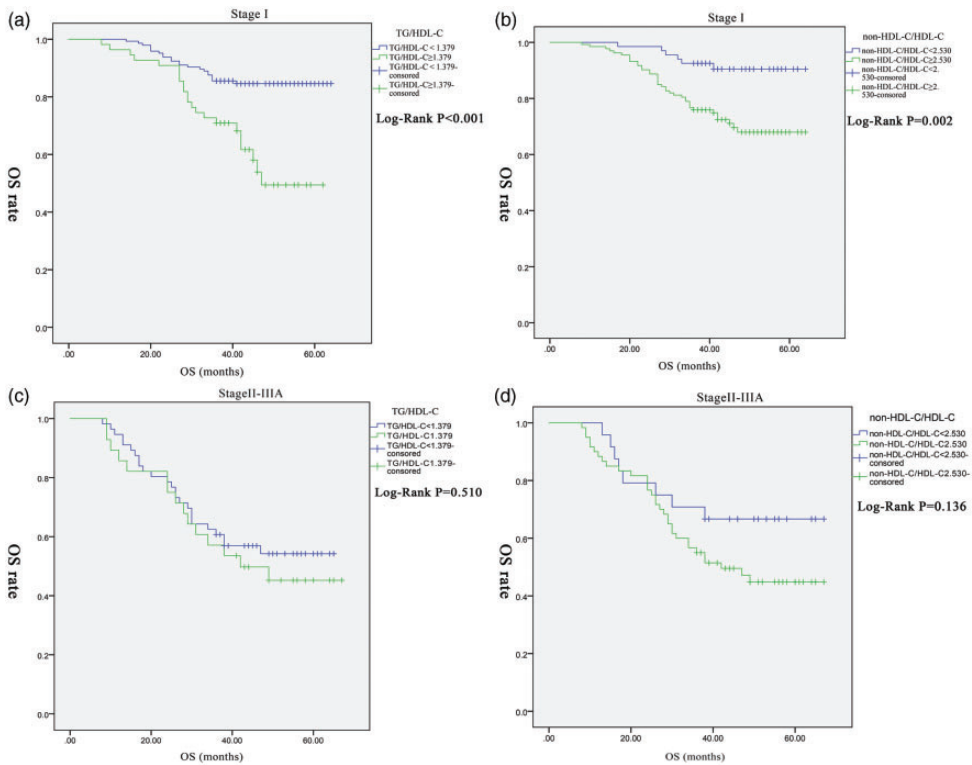 (a)
Stage I
TG/HDL-C
TG/HDL-C<1.379
TG/HDL-C≥1.379
TG/HDL-C<1.379-
consored
TG/HDL-C≥1.379-
consored
Log-Rank P<0.001
OS rate
1.0
0.8
0.6
0.4
0.2
0.0
.00 20.00 40.00 60.00
OS (months)
(b)
Stage I
non-HDL-C/HDL-C
non-HDL-C/HDL-C<2.530
non-HDL-C/HDL-C≥2.530
non-HDL-C/HDL-C<2.
530-consored
non-HDL-C/HDL-C≥2.
530-consored
Log-Rank P=0.002
OS rate
1.0
0.8
0.6
0.4
0.2
0.0
.00 20.00 40.00 60.00
OS (months)
(c)
StageII-IIIA
TG/HDL-C
TG/HDL-C<1.379
TG/HDL-C1.379
TG/HDL-C<1.379-
consored
TG/HDL-C1.379-
consored
Log-Rank P=0.510
OS rate
1.0
0.8
0.6
0.4
0.2
0.0
.00 20.00 40.00 60.00
OS (months)
(d)
StageII-IIIA
non-HDL-C/HDL-C
non-HDL-C/HDL-C<2.530
non-HDL-C/HDL-C2.530
non-HDL-C/HDL-C<2.530-
consored
non-HDL-C/HDL-C2.530-
consored
Log-Rank P=0.136
OS rate
1.0
0.8
0.6
0.4
0.2
0.0
.00 20.00 40.00 60.00
OS (months)